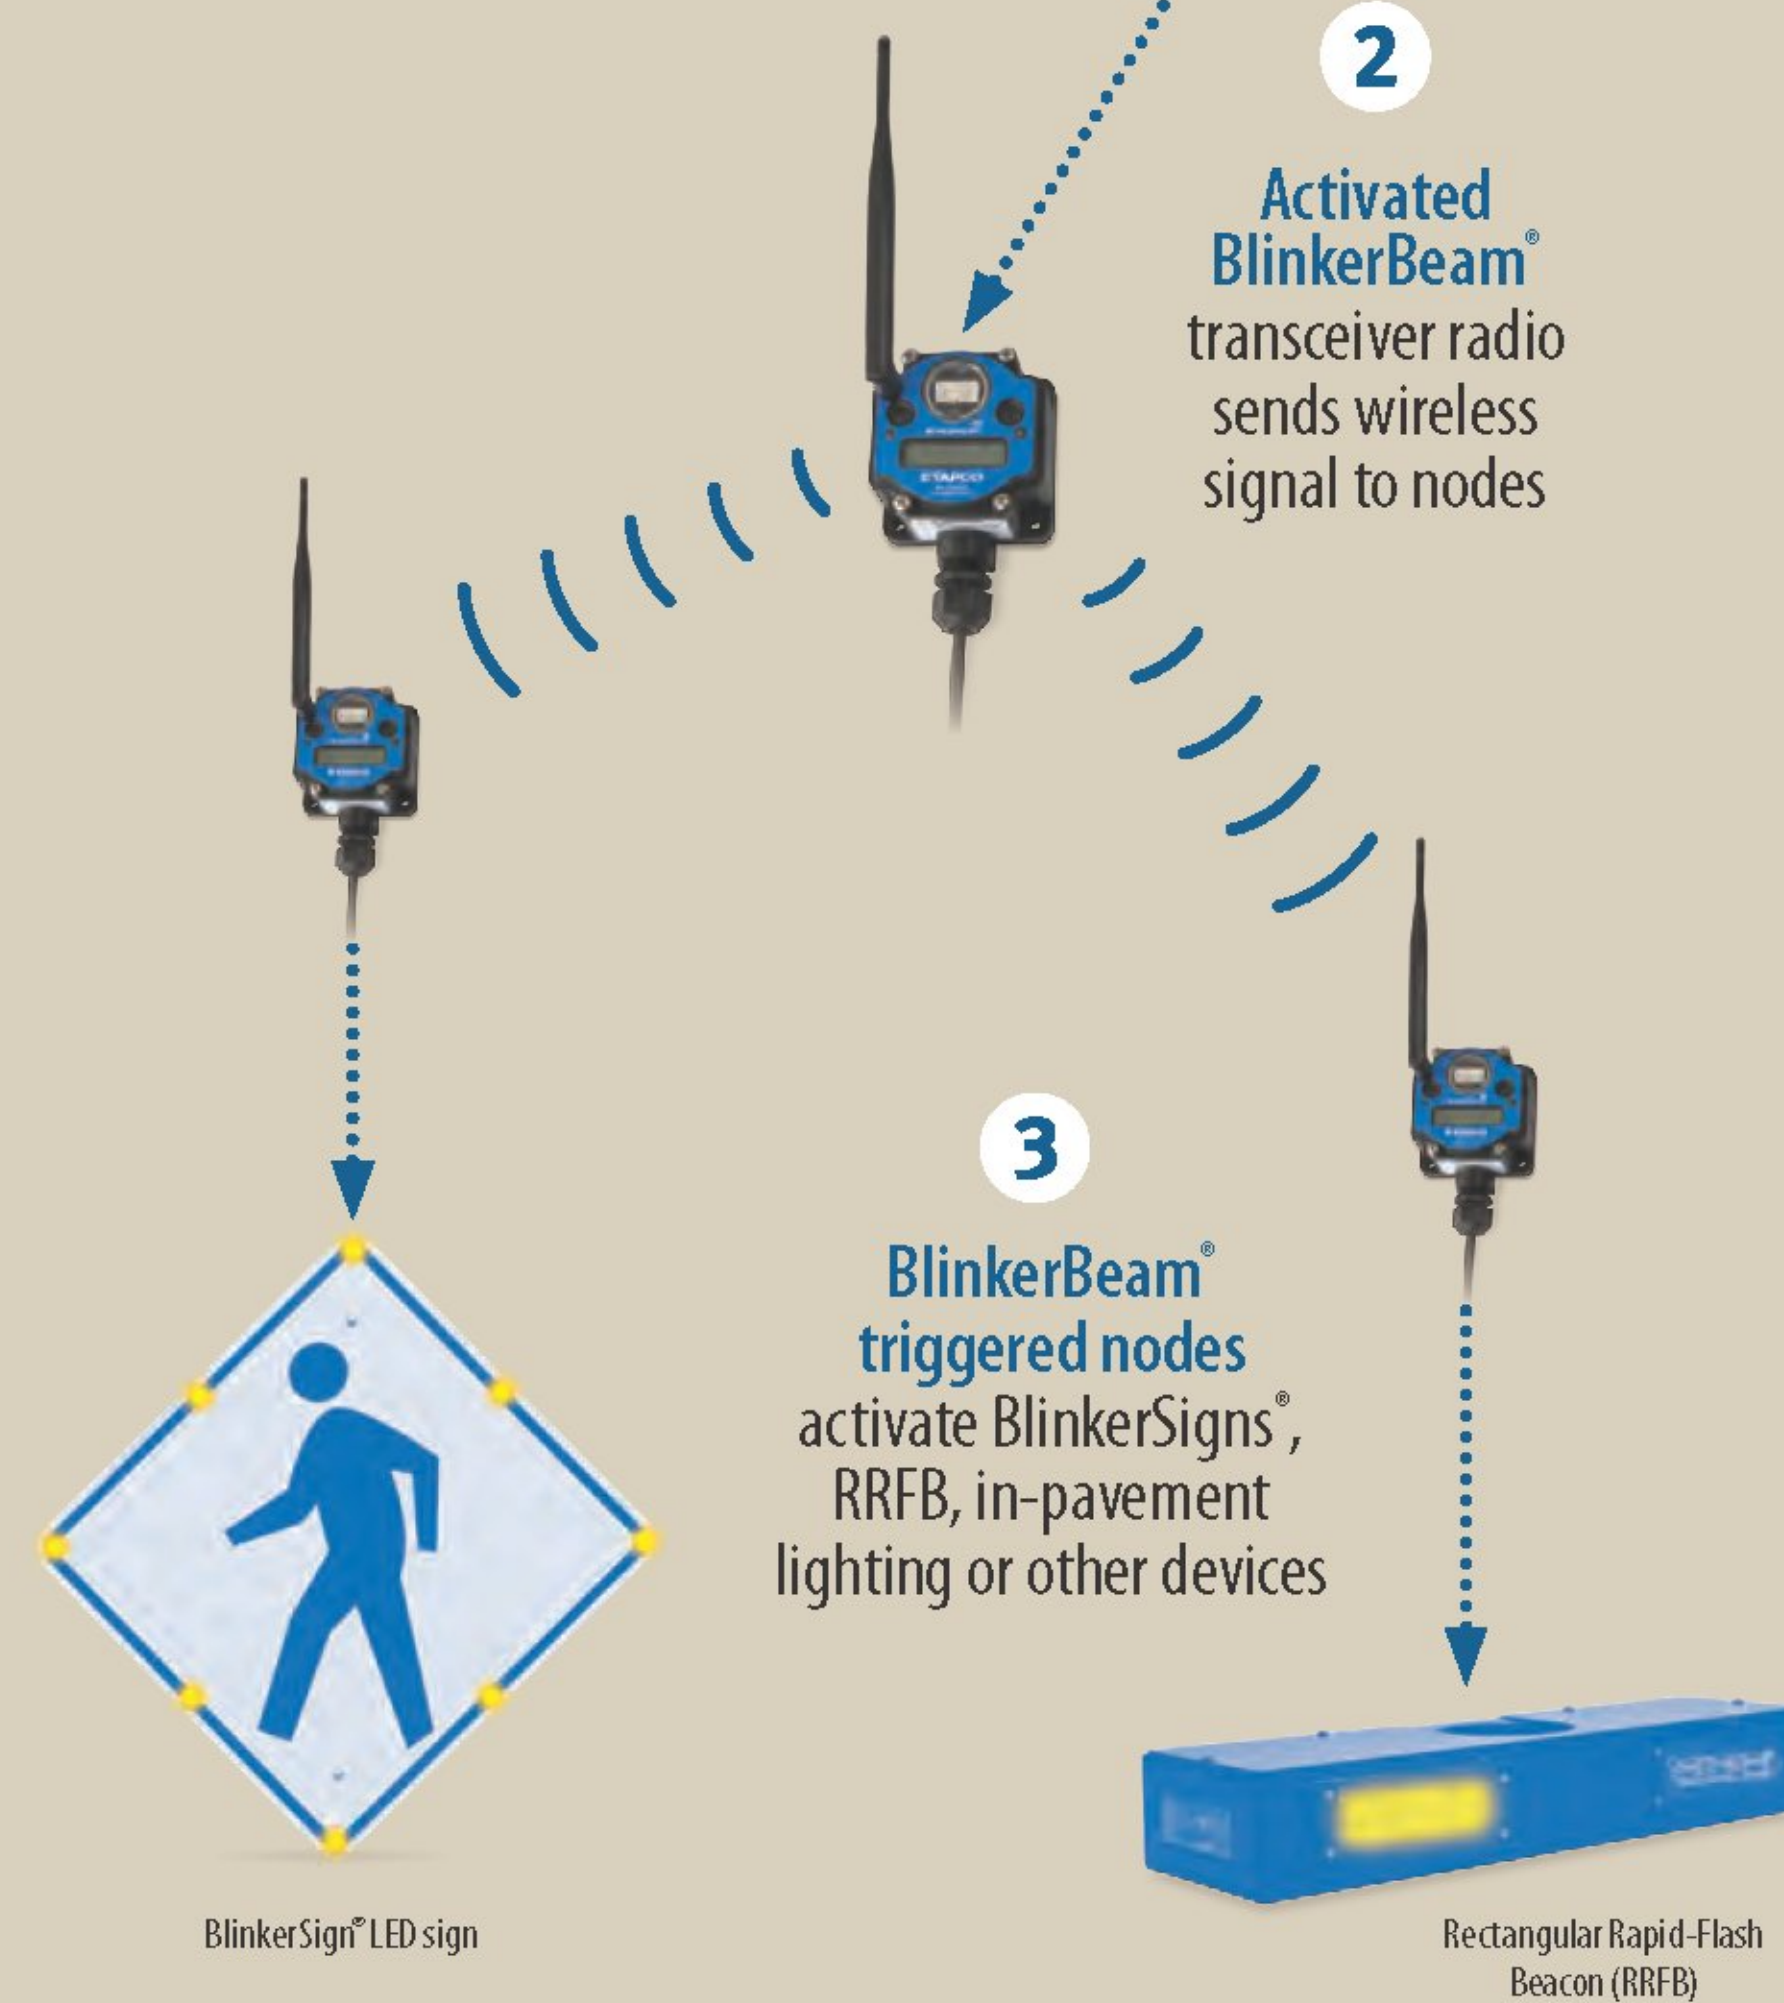 2
Activated
BlinkerBeam®
transceiver radio
sends wireless
signal to nodes
TAPCO
3
BlinkerBeam®
triggered nodes
activate BlinkerSigns®,
RRFB, in-pavement
lighting or other devices
BlinkerSign® LED sign
Rectangular Rapid-Flash
Beacon (RRFB)